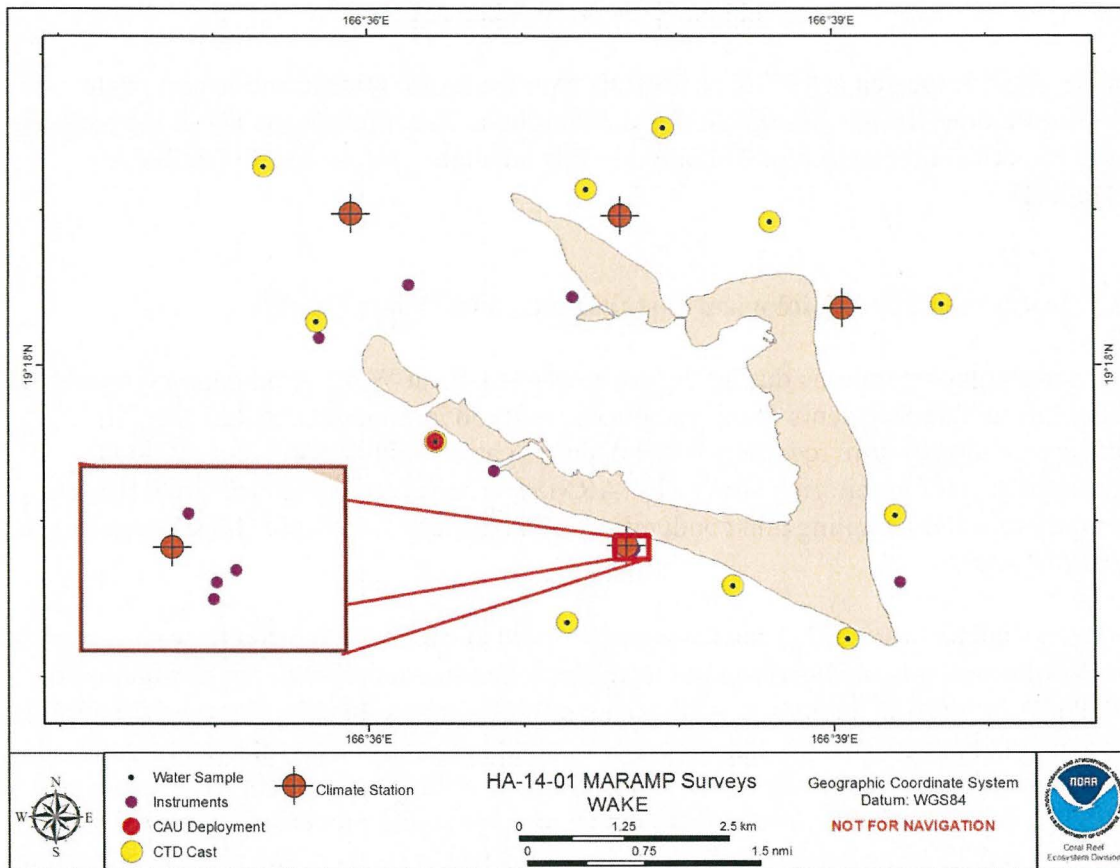 166°36'E 166°39'E
19°18'N 19°18'N
166°36'E 166°39'E
N
W E
S
Water Sample
Instruments
CAU Deployment
CTD Cast
Climate Station
HA-14-01 MARAMP Surveys
WAKE
0 1.25 2.5 km
0 0.75 1.5 nmi
Geographic Coordinate System
Datum: WGS84
NOT FOR NAVIGATION
NOAA
Coral Reef
Ecosystem Division